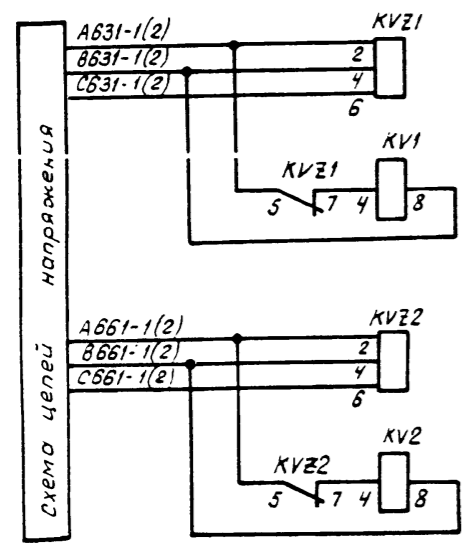 Схема цепей напряжения
A631-1(2)
B631-1(2)
C631-1(2)
KVZ1
2
4
6
KVZ1
5
7
KV1
4
8
A661-1(2)
B661-1(2)
C661-1(2)
KVZ2
2
4
6
KVZ2
5
7
KV2
4
8